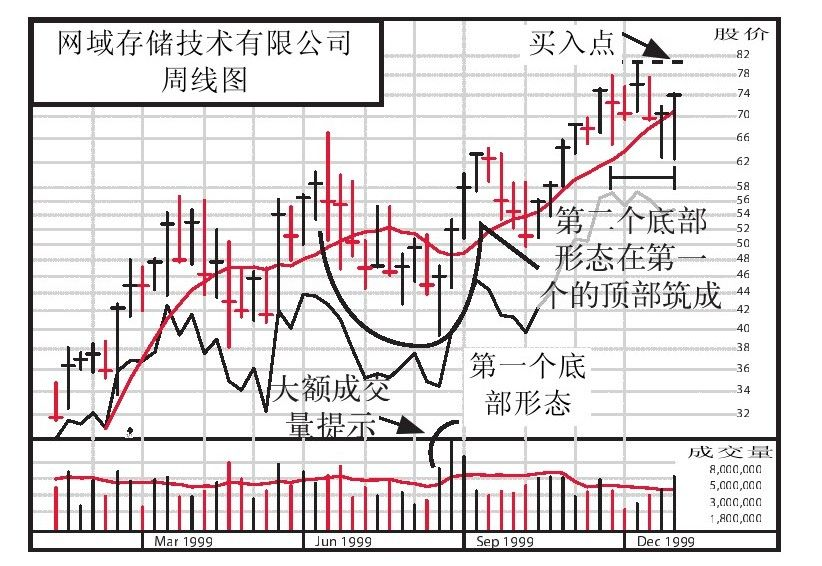 网域存储技术有限公司
周线图
买入点
股价
82
78
74
70
66
62
58
56
54
52
50
48
46
44
42
40
38
36
34
32
第二个底部
形态在第一
个的顶部筑成
第一个底
部形态
大额成交
量提示
成交量
8,000,000
5,000,000
3,000,000
1,800,000
Mar 1999
Jun 1999
Sep 1999
Dec 1999